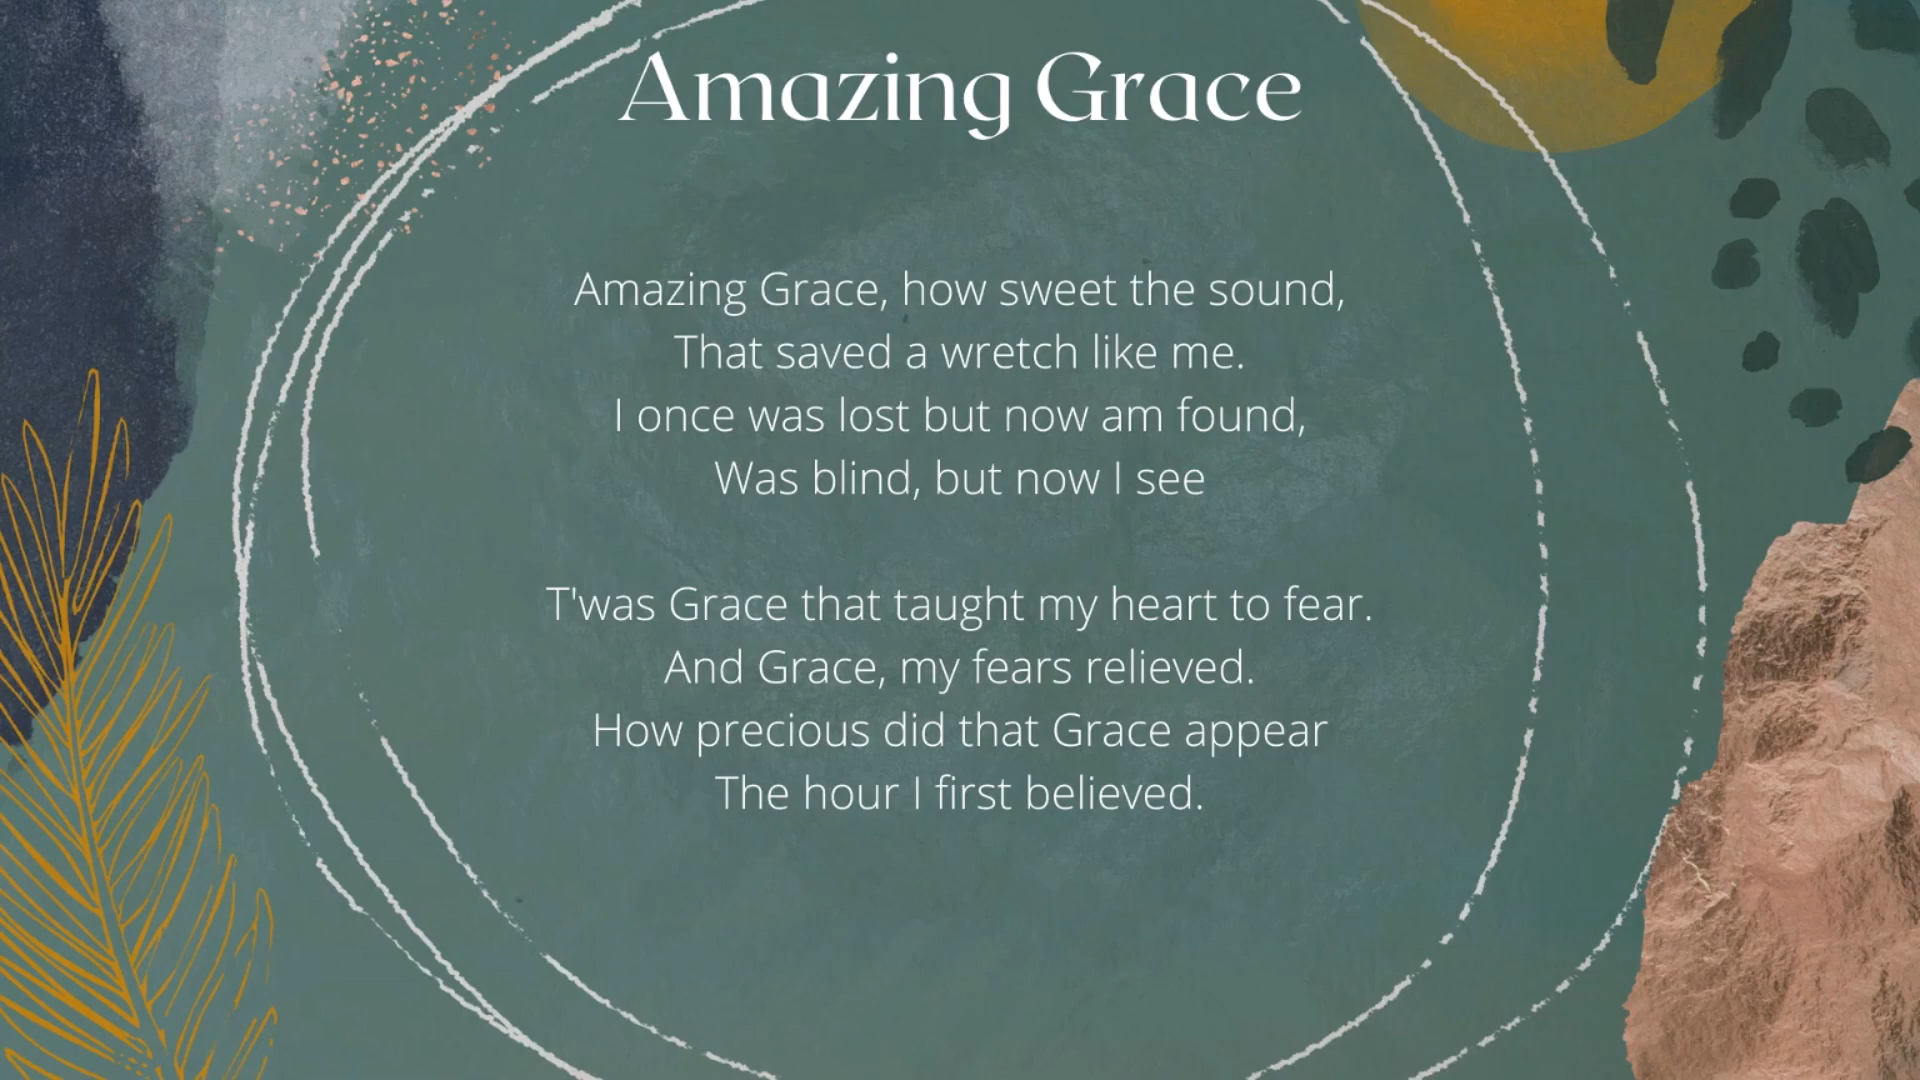 Amazing Grace
Amazing Grace, how sweet the sound,
That saved a wretch like me.
I once was lost but now am found,
Was blind, but now I see
T'was Grace that taught my heart to fear.
And Grace, my fears relieved.
How precious did that Grace appear
The hour I first believed.